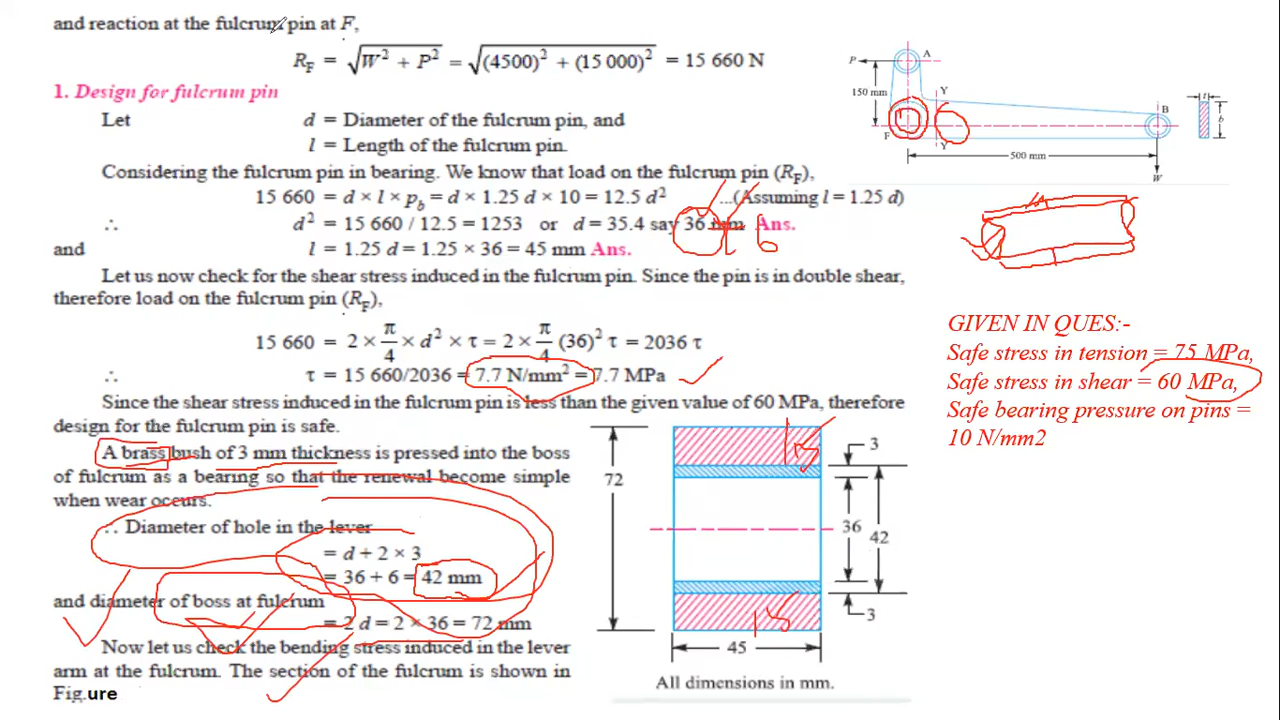 and reaction at the fulcrum pin at F,
R_F = √(W² + P²) = √((4500)² + (15 000)²) = 15 660 N
1. Design for fulcrum pin
Let d = Diameter of the fulcrum pin, and
l = Length of the fulcrum pin.
Considering the fulcrum pin in bearing. We know that load on the fulcrum pin (R_F),
15 660 = d × l × p_b = d × 1.25 d × 10 = 12.5 d² ...(Assuming l = 1.25 d)
∴ d² = 15 660 / 12.5 = 1253 or d = 35.4 say 36 mm Ans.
6
and l = 1.25 d = 1.25 × 36 = 45 mm Ans.
Let us now check for the shear stress induced in the fulcrum pin. Since the pin is in double shear,
therefore load on the fulcrum pin (R_F),
15 660 = 2 × π/4 × d² × τ = 2 × π/4 (36)² τ = 2036 τ
∴ τ = 15 660/2036 = 7.7 N/mm² = 7.7 MPa
Since the shear stress induced in the fulcrum pin is less than the given value of 60 MPa, therefore
design for the fulcrum pin is safe.
A brass bush of 3 mm thickness is pressed into the boss
of fulcrum as a bearing so that the renewal become simple
when wear occurs.
∴ Diameter of hole in the lever
= d + 2 × 3
= 36 + 6 = 42 mm
and diameter of boss at fulcrum
= 2 d = 2 × 36 = 72 mm
Now let us check the bending stress induced in the lever
arm at the fulcrum. The section of the fulcrum is shown in
Fig.ure
P
A
150 mm
Y
F
Y
B
t
b
500 mm
W
GIVEN IN QUES:-
Safe stress in tension = 75 MPa,
Safe stress in shear = 60 MPa,
Safe bearing pressure on pins =
10 N/mm2
15
3
72
36
42
15
3
45
All dimensions in mm.